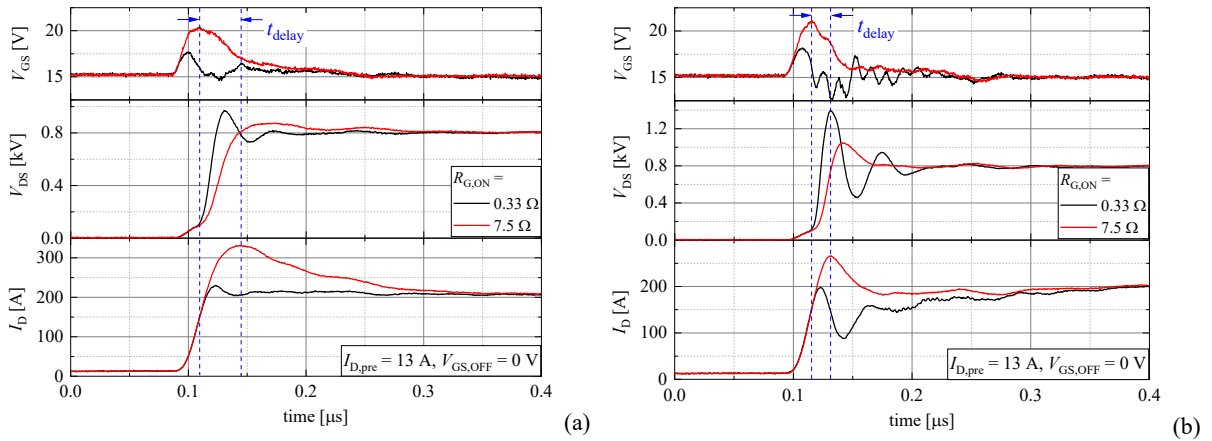 20
15
V_GS [V]
t_delay
0.8
0.4
0.0
V_DS [kV]
R_G,ON =
0.33 Ω
7.5 Ω
300
200
100
0
I_D [A]
I_D,pre = 13 A, V_GS,OFF = 0 V
0.0 0.1 0.2 0.3 0.4
time [μs]
(a)
20
15
V_GS [V]
t_delay
1.2
0.8
0.4
0.0
V_DS [kV]
R_G,ON =
0.33 Ω
7.5 Ω
300
200
100
0
I_D [A]
I_D,pre = 13 A, V_GS,OFF = 0 V
0.0 0.1 0.2 0.3 0.4
time [μs]
(b)